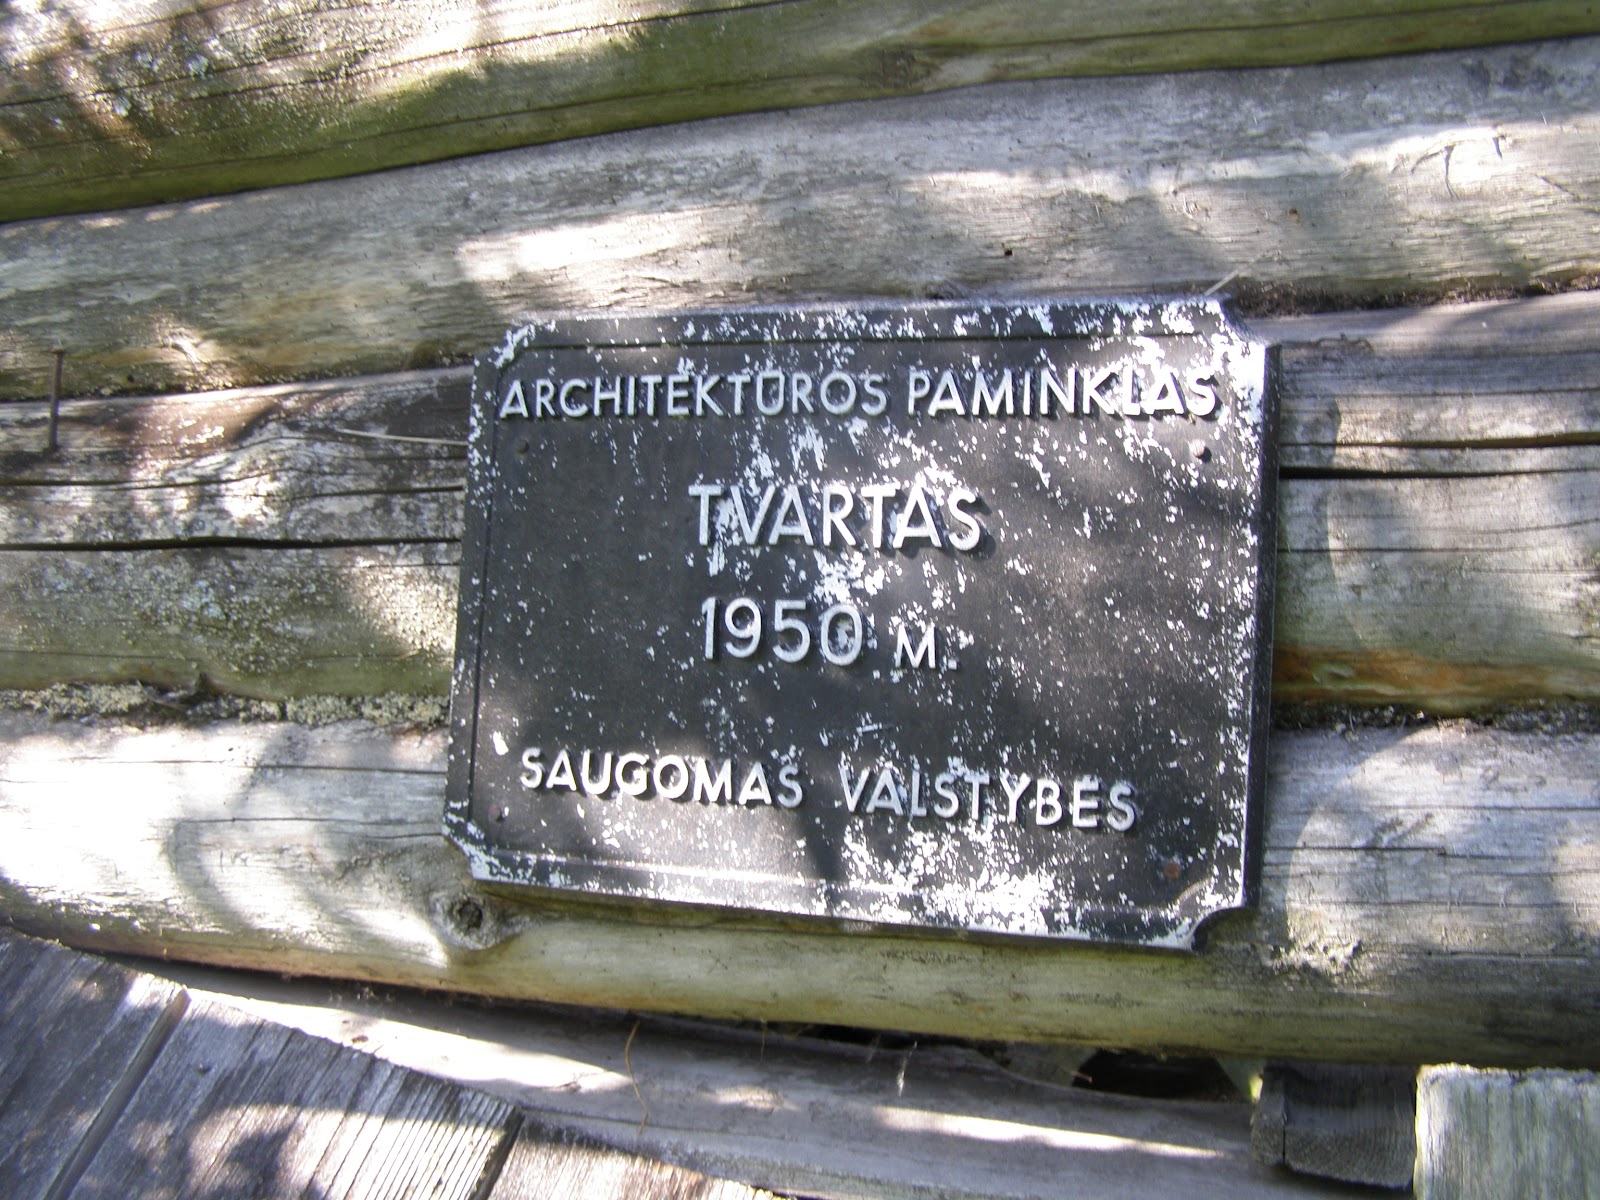 ARCHITEKTŪROS PAMINKLAS
TVARTAS
1950 M.
SAUGOMAS VALSTYBĖS